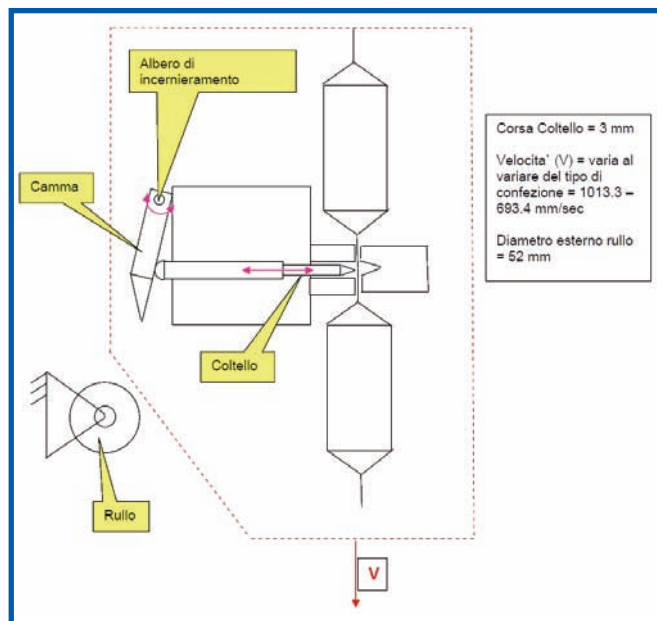 Albero di
incernieramento
Camma
Corsa Coltello = 3 mm
Velocita` (V) = varia al
variare del tipo di
confezione = 1013.3 –
693.4 mm/sec
Diametro esterno rullo
= 52 mm
Coltello
Rullo
V